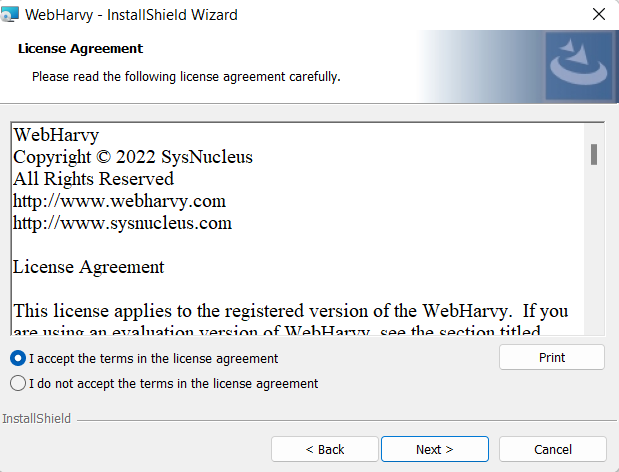 WebHarvy - InstallShield Wizard
License Agreement
Please read the following license agreement carefully.
WebHarvy
Copyright © 2022 SysNucleus
All Rights Reserved
http://www.webharvy.com
http://www.sysnucleus.com
License Agreement
This license applies to the registered version of the WebHarvy.  If you
are using an evaluation version of WebHarvy, see the section titled
I accept the terms in the license agreement
Print
I do not accept the terms in the license agreement
InstallShield
< Back
Next >
Cancel